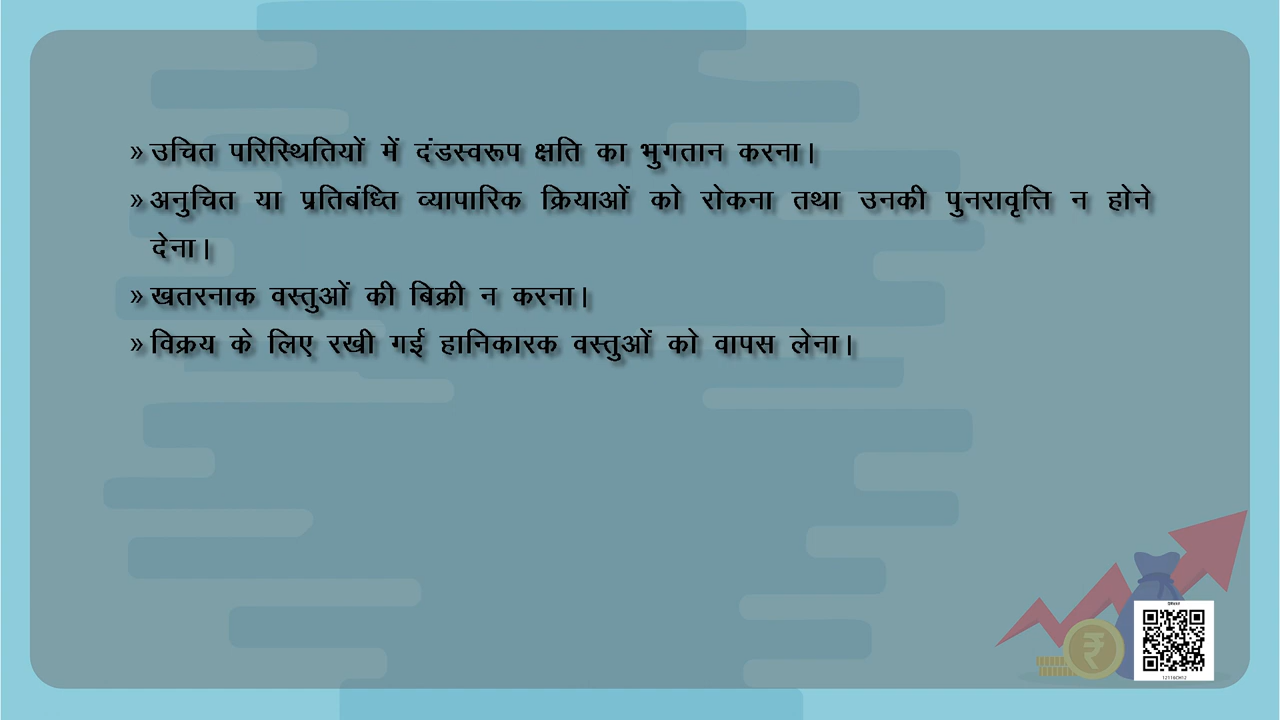 » उचित परिस्थितियों में दंडस्वरूप क्षति का भुगतान करना।
» अनुचित या प्रतिबंध्ति व्यापारिक क्रियाओं को रोकना तथा उनकी पुनरावृत्ति न होने
देना।
» खतरनाक वस्तुओं की बिक्री न करना।
» विक्रय के लिए रखी गई हानिकारक वस्तुओं को वापस लेना।
12116CH12